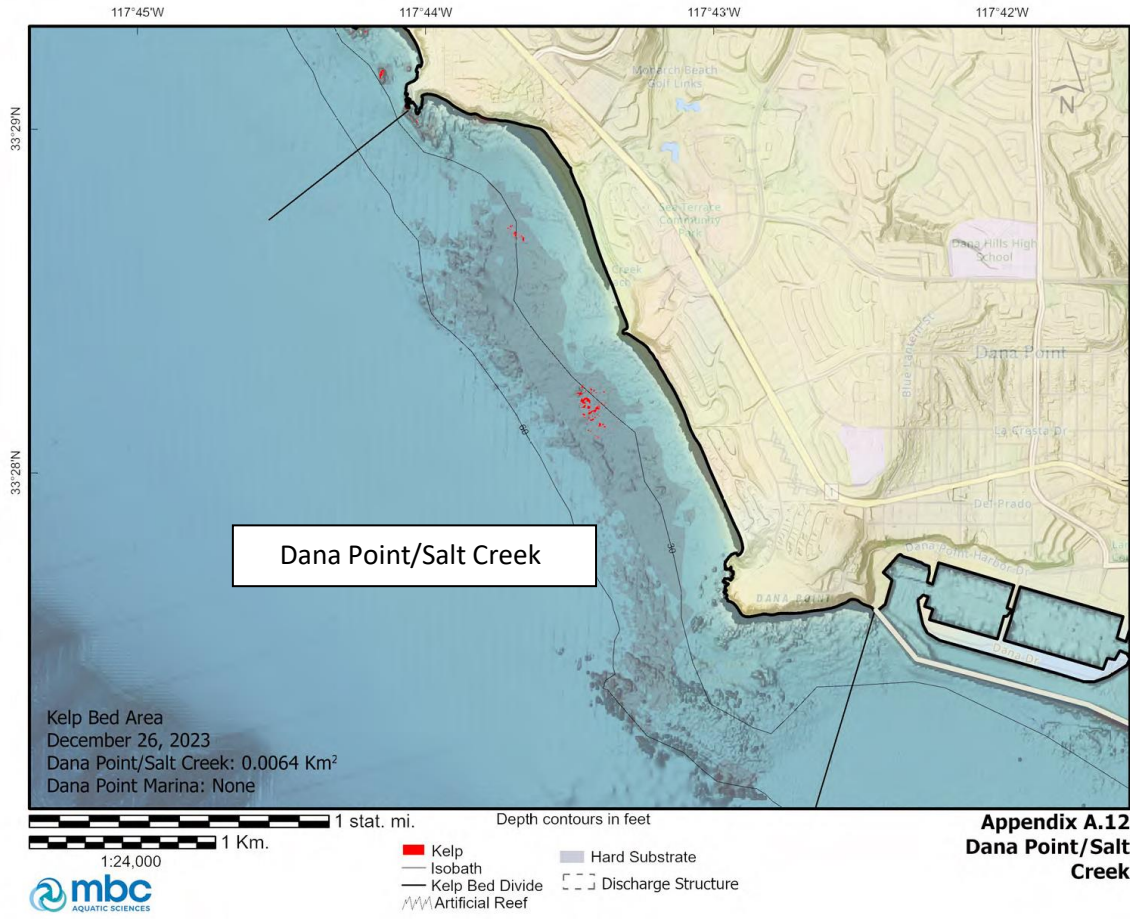 117°45'W
117°44'W
117°43'W
117°42'W
33°29'N
33°28'N
N
Monarch Beach
Golf Links
Sea Terrace
Community
Park
Creek
Dana Hills High
School
Blue Lantern St
Dana Point
La Cresta Dr
1
Del Prado
Dana Point Harbor Dr
DANA POINT
Dana Dr
60
30
Dana Point/Salt Creek
Kelp Bed Area
December 26, 2023
Dana Point/Salt Creek: 0.0064 Km²
Dana Point Marina: None
1 stat. mi.
1 Km.
1:24,000
mbc
AQUATIC SCIENCES
Depth contours in feet
Kelp
Isobath
Kelp Bed Divide
Artificial Reef
Hard Substrate
Discharge Structure
Appendix A.12
Dana Point/Salt
Creek